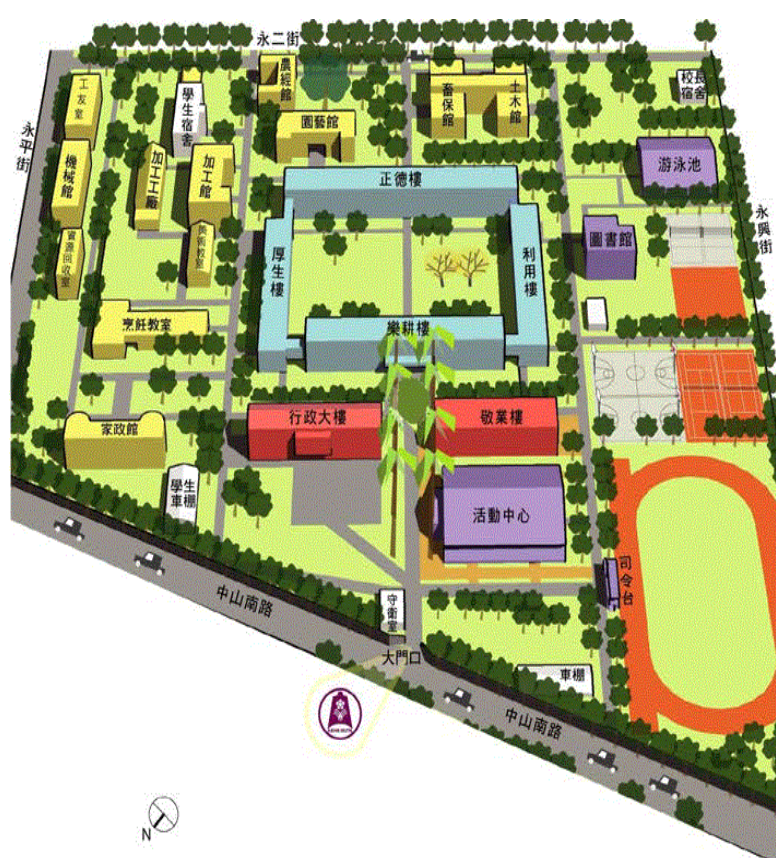 永二街
永平街
工友室
學生宿舍
農經館
畜保館
土木館
校長宿舍
園藝館
機械館
加工工廠
加工館
正德樓
游泳池
永興街
美術教室
資源回收室
厚生樓
利用樓
圖書館
烹飪教室
樂耕樓
家政館
行政大樓
敬業樓
學生車棚
活動中心
司令台
中山南路
守衛室
大門口
車棚
中山南路
N